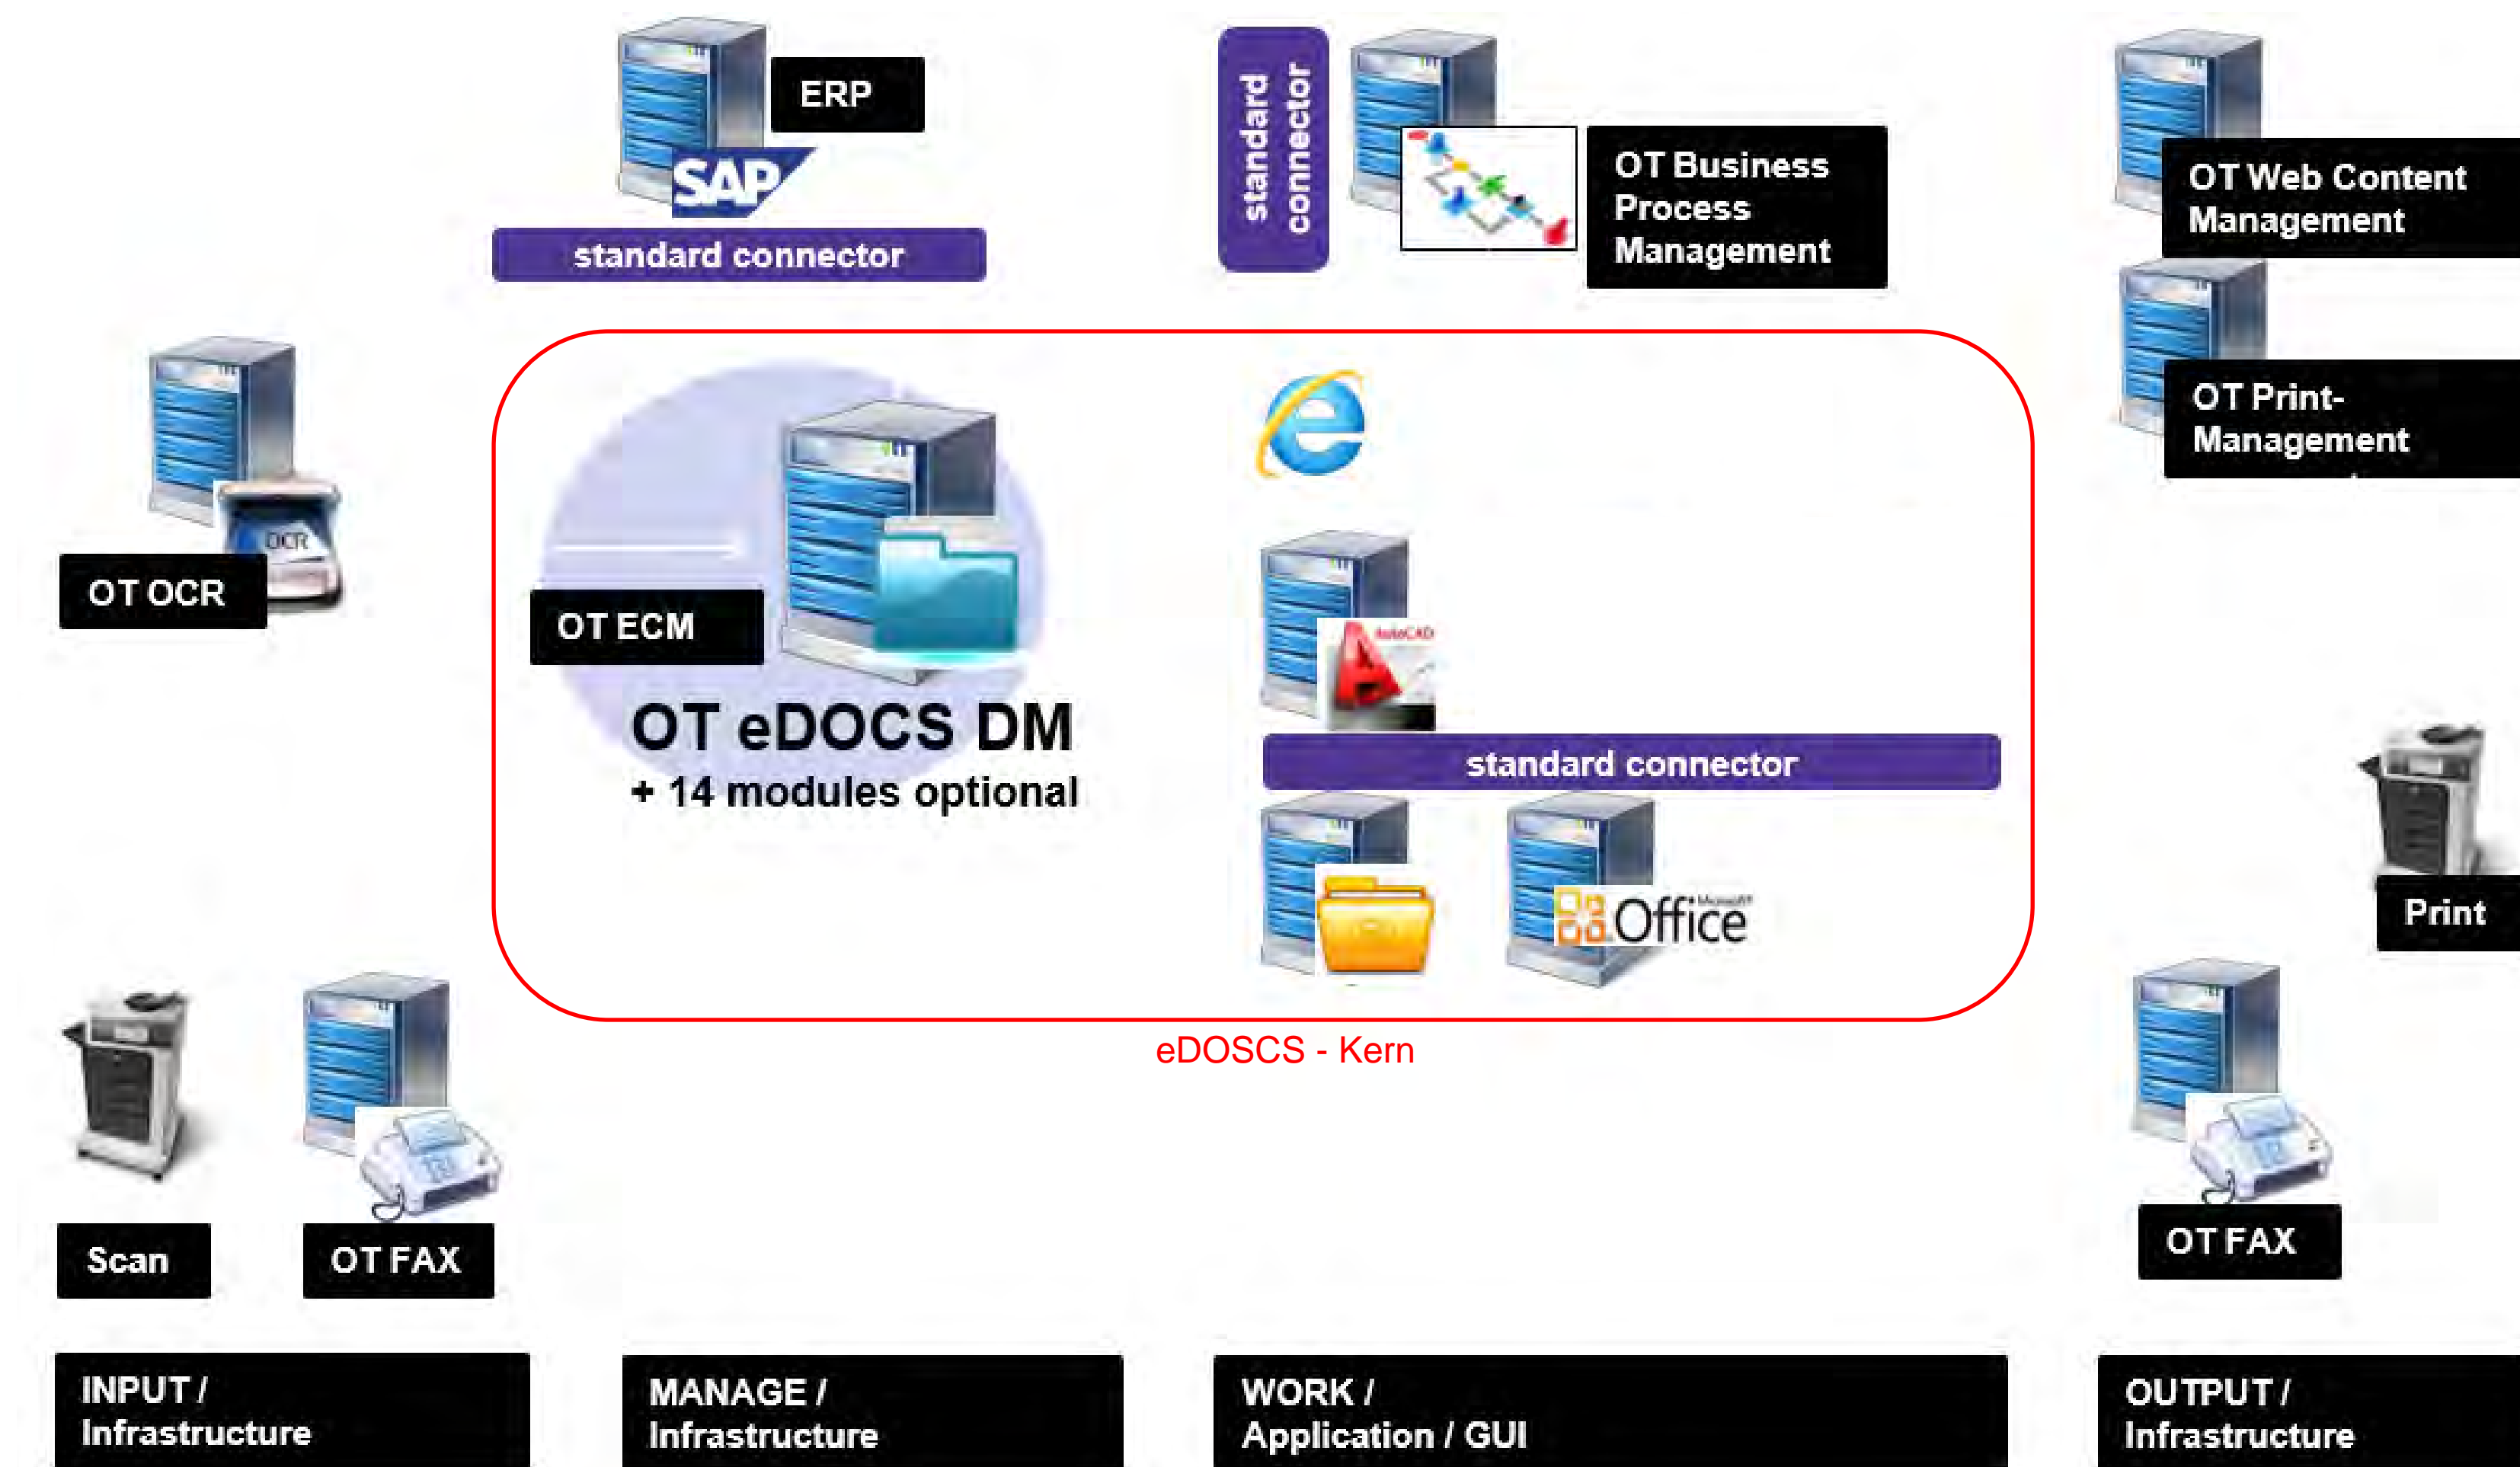 ERP
SAP
standard connector
standard
connector
OT Business
Process
Management
OT Web Content
Management
OT Print-
Management
OCR
OT OCR
OT ECM
OT eDOCS DM
+ 14 modules optional
AutoCAD
standard connector
Microsoft®
Office
Print
eDOSCS - Kern
Scan
OT FAX
OT FAX
INPUT /
Infrastructure
MANAGE /
Infrastructure
WORK /
Application / GUI
OUTPUT /
Infrastructure